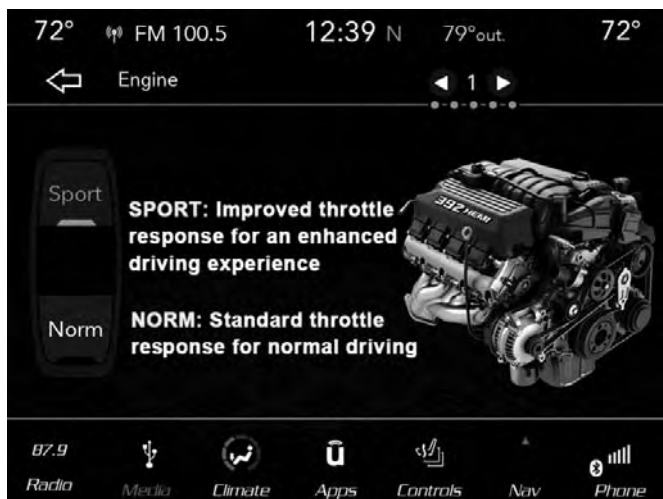 72° FM 100.5 12:39 N 79°out. 72°
Engine 1
Sport
SPORT: Improved throttle
response for an enhanced
driving experience
392 HEMI
Norm
NORM: Standard throttle
response for normal driving
87.9
Radio Media Climate Apps Controls Nav Phone